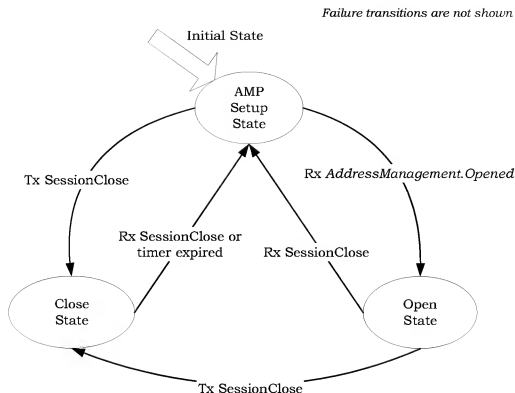 Failure transitions are not shown
Initial State
AMP
Setup
State
Tx SessionClose
Rx AddressManagement.Opened
Rx SessionClose or
timer expired
Rx SessionClose
Close
State
Open
State
Tx SessionClose